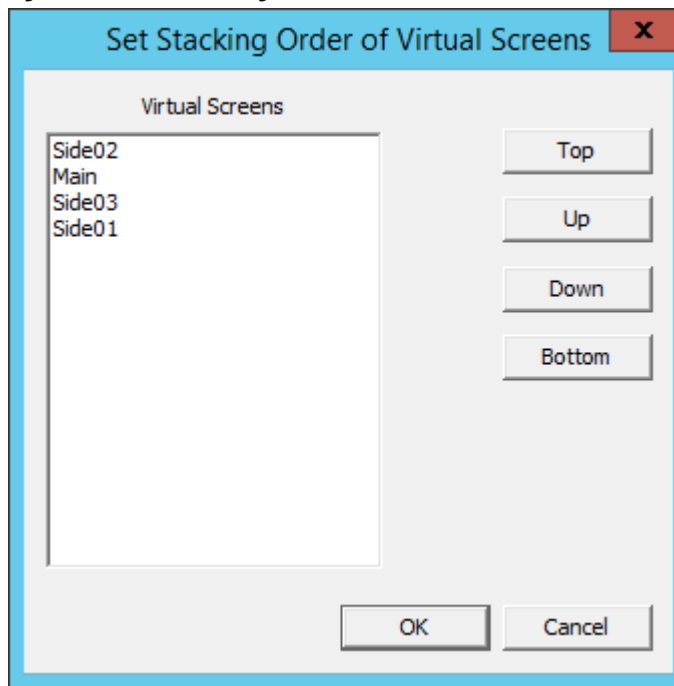 Set Stacking Order of Virtual Screens
x
Virtual Screens
Side02
Main
Side03
Side01
Top
Up
Down
Bottom
OK
Cancel